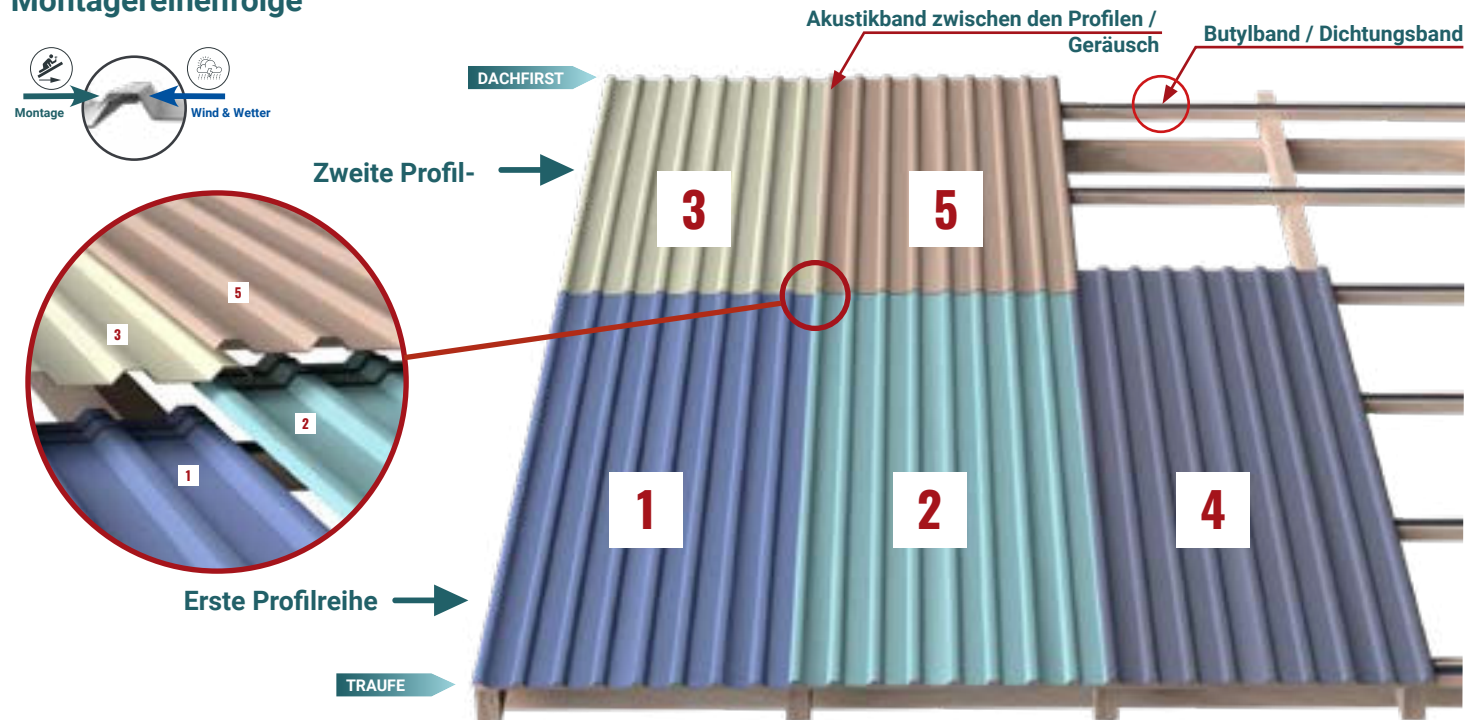 Montagereihenfolge
Akustikband zwischen den Profilen /
Geräusch
Butylband / Dichtungsband
DACHFIRST
Montage
Wind & Wetter
Zweite Profil-
3
5
5
3
2
1
1
2
4
Erste Profilreihe
TRAUFE